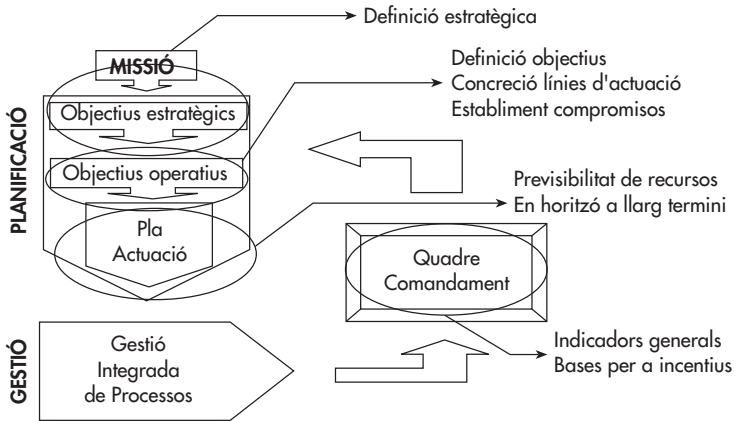 Definició estratègica
MISSIÓ
Definició objectius
Concreció línies d'actuació
Establiment compromisos
PLANIFICACIÓ
Objectius estratègics
Objectius operatius
Pla
Actuació
Previsibilitat de recursos
En horitzó a llarg termini
Quadre
Comandament
GESTIÓ
Gestió
Integrada
de Processos
Indicadors generals
Bases per a incentius